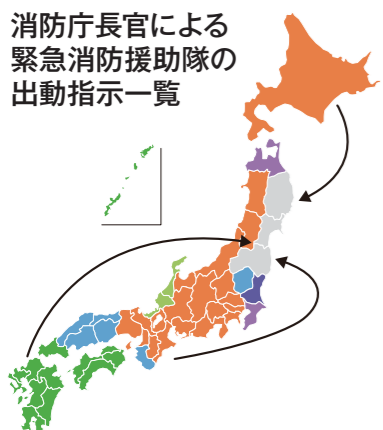 消防庁長官による
緊急消防援助隊の
出動指示一覧